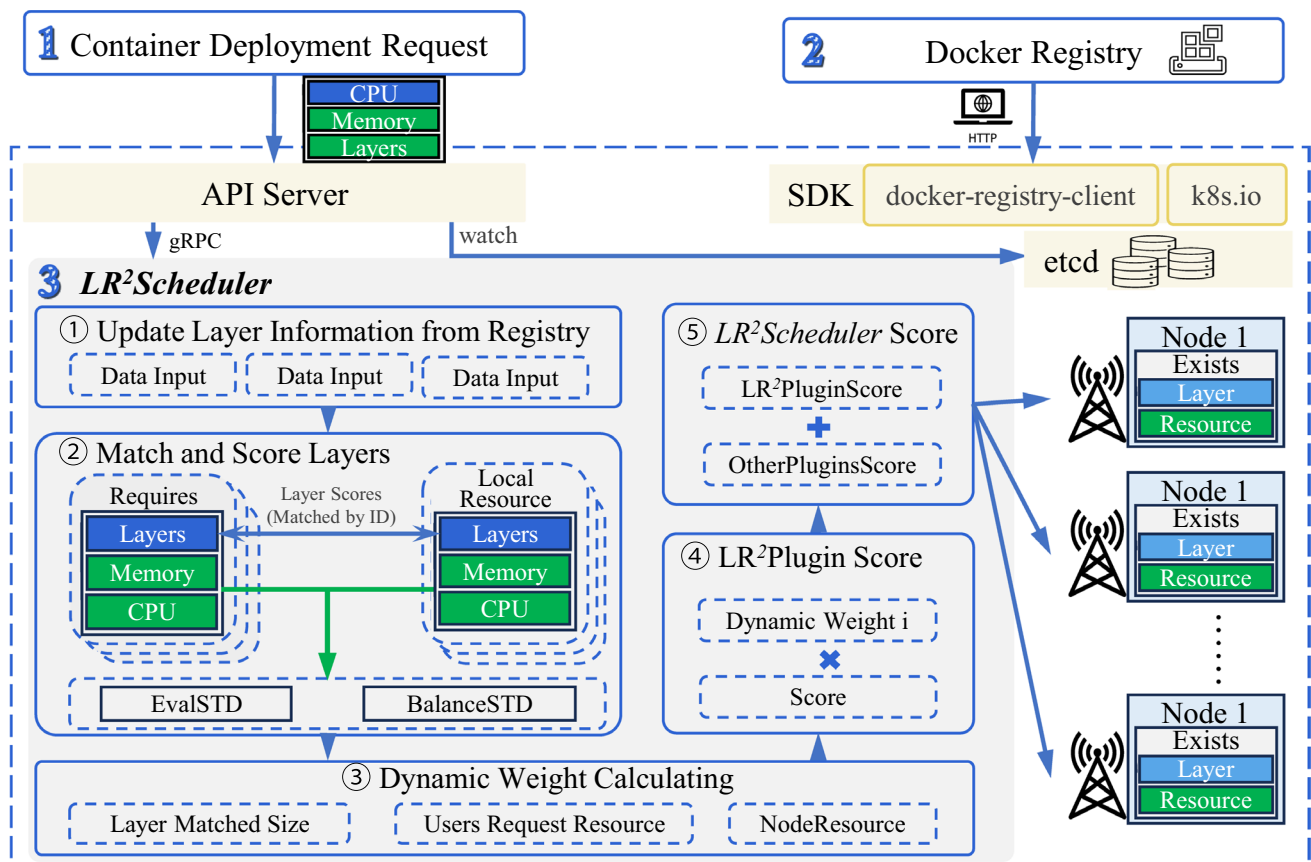 1 Container Deployment Request
2 Docker Registry
CPU
Memory
Layers
HTTP
API Server
SDK
docker-registry-client
k8s.io
gRPC
watch
etcd
3 LR²Scheduler
① Update Layer Information from Registry
Data Input
Data Input
Data Input
② Match and Score Layers
Requires
Layers
Memory
CPU
Layer Scores
(Matched by ID)
Local
Resource
Layers
Memory
CPU
EvalSTD
BalanceSTD
③ Dynamic Weight Calculating
Layer Matched Size
Users Request Resource
NodeResource
④ LR²Plugin Score
Dynamic Weight i
Score
⑤ LR²Scheduler Score
LR²PluginScore
OtherPluginsScore
Node 1
Exists
Layer
Resource
Node 1
Exists
Layer
Resource
Node 1
Exists
Layer
Resource